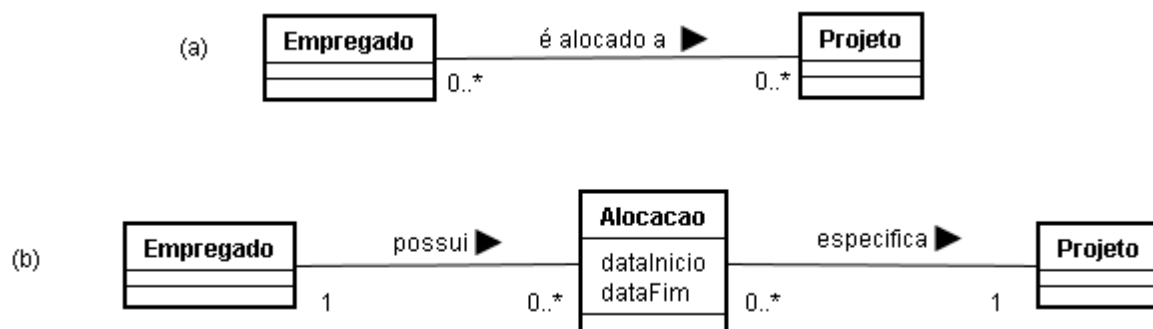 (a)
Empregado
é alocado a
Projeto
0..*
0..*
(b)
Empregado
possui
Alocacao
especifica
Projeto
dataInicio
dataFim
1
0..*
0..*
1